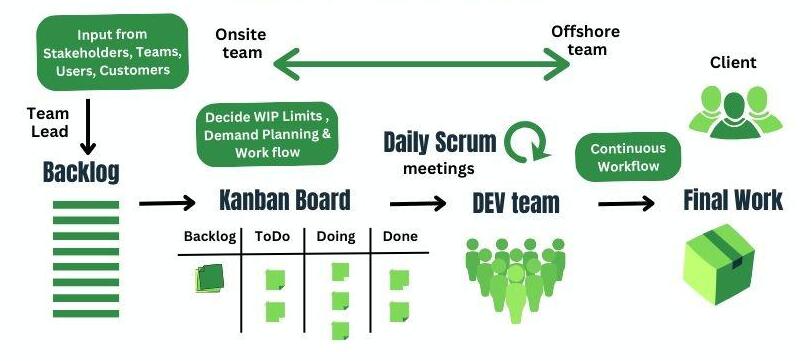 Input from
Stakeholders, Teams,
Users, Customers
Onsite
team
Offshore
team
Client
Team
Lead
Backlog
Decide WIP Limits ,
Demand Planning &
Work flow
Kanban Board
Daily Scrum
meetings
DEV team
Continuous
Workflow
Final Work
Backlog
ToDo
Doing
Done